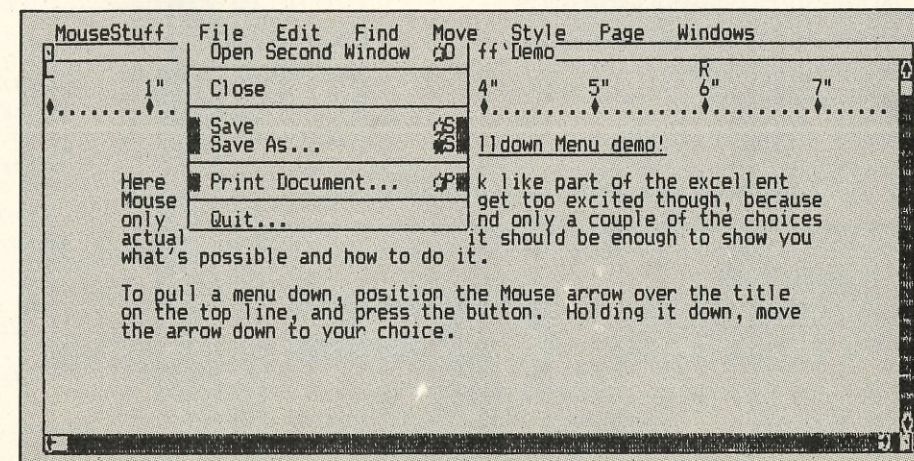 MouseStuff File Edit Find Move Style Page Windows
Open Second Window O ff`Demo
L R
1" 4" 5" 6" 7"
Close
Save S
Save As... S
lldown Menu demo!
Print Document... P
Here k like part of the excellent
Mouse get too excited though, because
only nd only a couple of the choices
Quit...
actual it should be enough to show you
what's possible and how to do it.
To pull a menu down, position the Mouse arrow over the title
on the top line, and press the button. Holding it down, move
the arrow down to your choice.